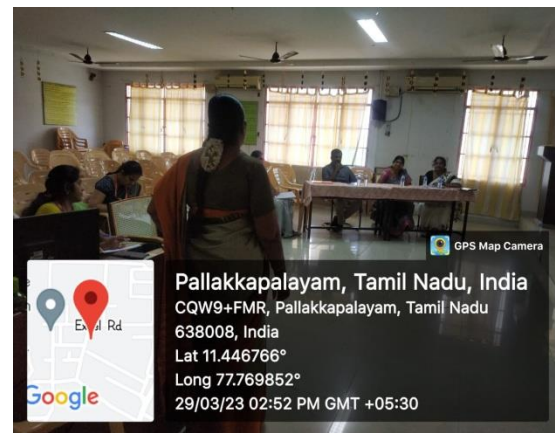 GPS Map Camera
Pallakkapalayam, Tamil Nadu, India
CQW9+FMR, Pallakkapalayam, Tamil Nadu
638008, India
Lat 11.446766°
Long 77.769852°
29/03/23 02:52 PM GMT +05:30
Rd
Google